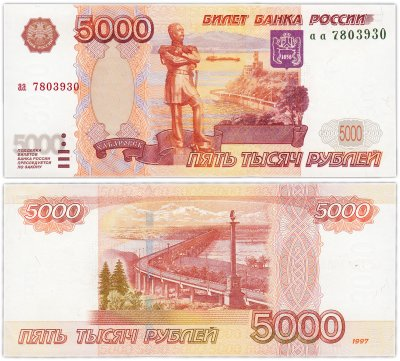 5000
БИЛЕТ БАНКА РОССИИ
аа 7803930
1858
аа 7803930
5000
ПОДДЕЛКА
БИЛЕТОВ
БАНКА РОССИИ
ПРЕСЛЕДУЕТСЯ
ПО ЗАКОНУ
ХАБАРОВСК
5000
ПЯТЬ ТЫСЯЧ РУБЛЕЙ
5000
5000
ПЯТЬ ТЫСЯЧ РУБЛЕЙ
5000
1997